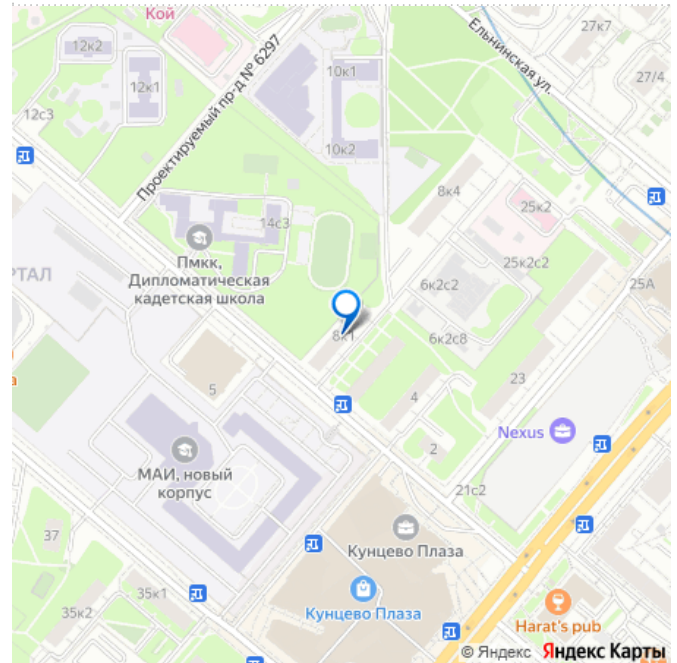 Кой
27к7
12к2
Ельнинская ул.
10к1
27/4
12к1
Проектируемый пр-д № 6297
12с3
10к2
8к4
25к2
14с3
Пмкк,
Дипломатическая
кадетская школа
25к2с2
РТАЛ
6к2с2
25А
8к1
6к2с8
а
5
23
4
Nexus
2
МАИ, новый
корпус
21с2
37
Кунцево Плаза
35к1
35к2
Кунцево Плаза
Harat's pub
© Яндекс Яндекс Карты